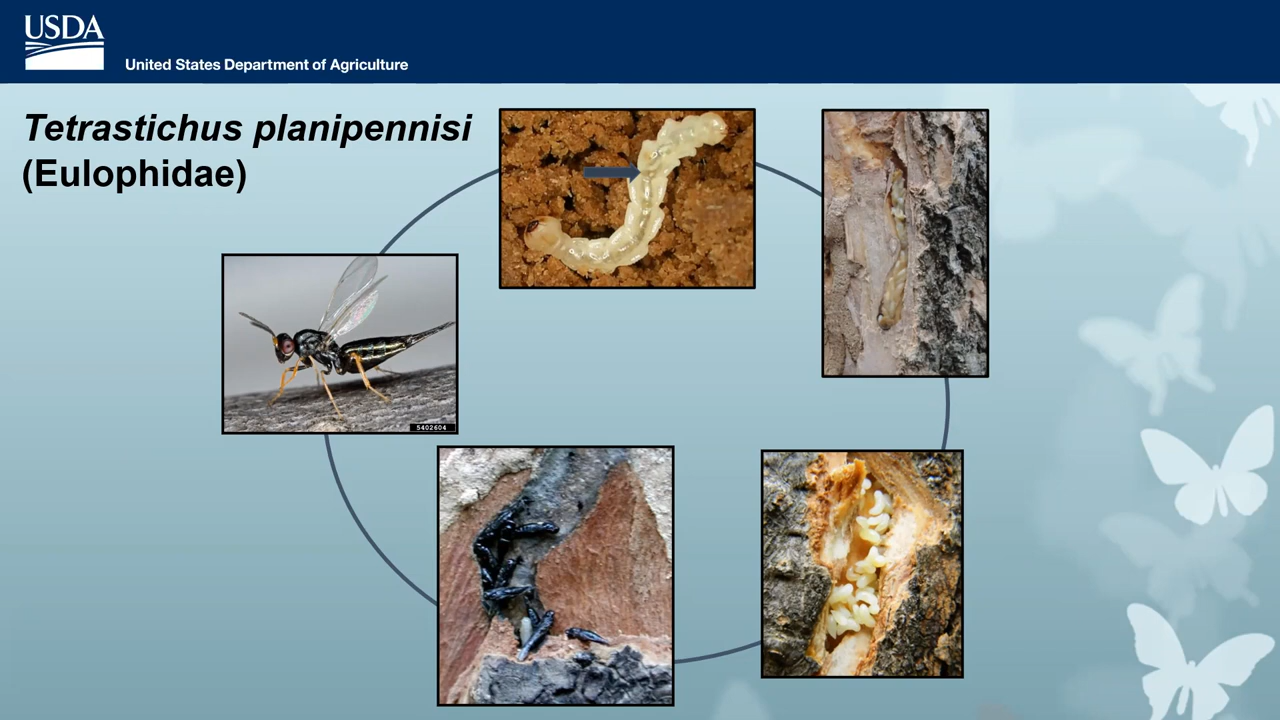 USDA
United States Department of Agriculture
Tetrastichus planipennisi
(Eulophidae)
5402604